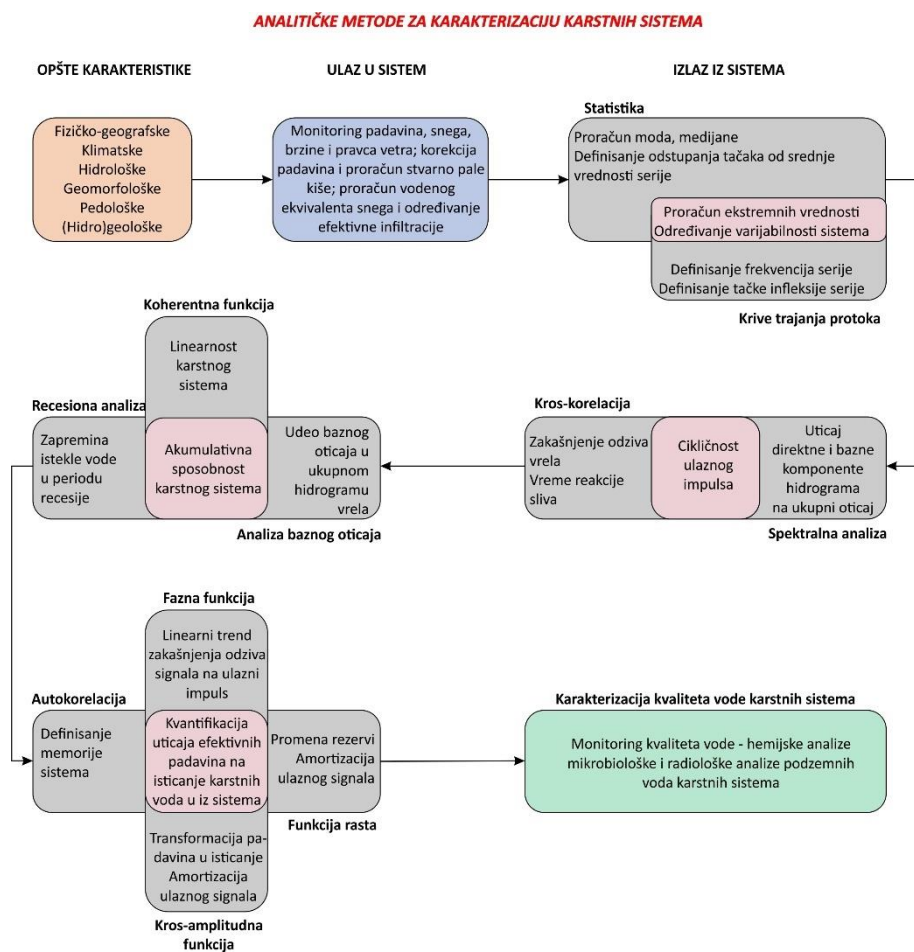 ANALITIČKE METODE ZA KARAKTERIZACIJU KARSTNIH SISTEMA
OPŠTE KARAKTERISTIKE
ULAZ U SISTEM
IZLAZ IZ SISTEMA
Fizičko-geografske
Klimatske
Hidrološke
Geomorfološke
Pedološke
(Hidro)geološke
Monitoring padavina, snega,
brzine i pravca vetra; korekcija
padavina i proračun stvarno pale
kiše; proračun vodenog
ekvivalenta snega i određivanje
efektivne infiltracije
Statistika
Proračun moda, medijane
Definisanje odstupanja tačaka od srednje
vrednosti serije
Proračun ekstremnih vrednosti
Određivanje varijabilnosti sistema
Definisanje frekvencija serije
Definisanje tačke infleksije serije
Krive trajanja protoka
Koherentna funkcija
Linearnost
karstnog
sistema
Recesiona analiza
Zapremina
istekle vode
u periodu
recesije
Akumulativna
sposobnost
karstnog sistema
Udeo baznog
oticaja u
ukupnom
hidrogramu
vrela
Analiza baznog oticaja
Kros-korelacija
Zakašnjenje odziva
vrela
Vreme reakcije
sliva
Cikličnost
ulaznog
impulsa
Uticaj
direktne i bazne
komponente
hidrograma
na ukupni oticaj
Spektralna analiza
Fazna funkcija
Linearni trend
zakašnjenja odziva
signala na ulazni
impuls
Autokorelacija
Definisanje
memorije
sistema
Kvantifikacija
uticaja efektivnih
padavina na
isticanje karstnih
voda u iz sistema
Promena rezervi
Amortizacija
ulaznog signala
Funkcija rasta
Transformacija pa-
davina u isticanje
Amortizacija
ulaznog signala
Kros-amplitudna
funkcija
Karakterizacija kvaliteta vode karstnih sistema
Monitoring kvaliteta vode - hemijske analize
mikrobiološke i radiološke analize podzemnih
voda karstnih sistema